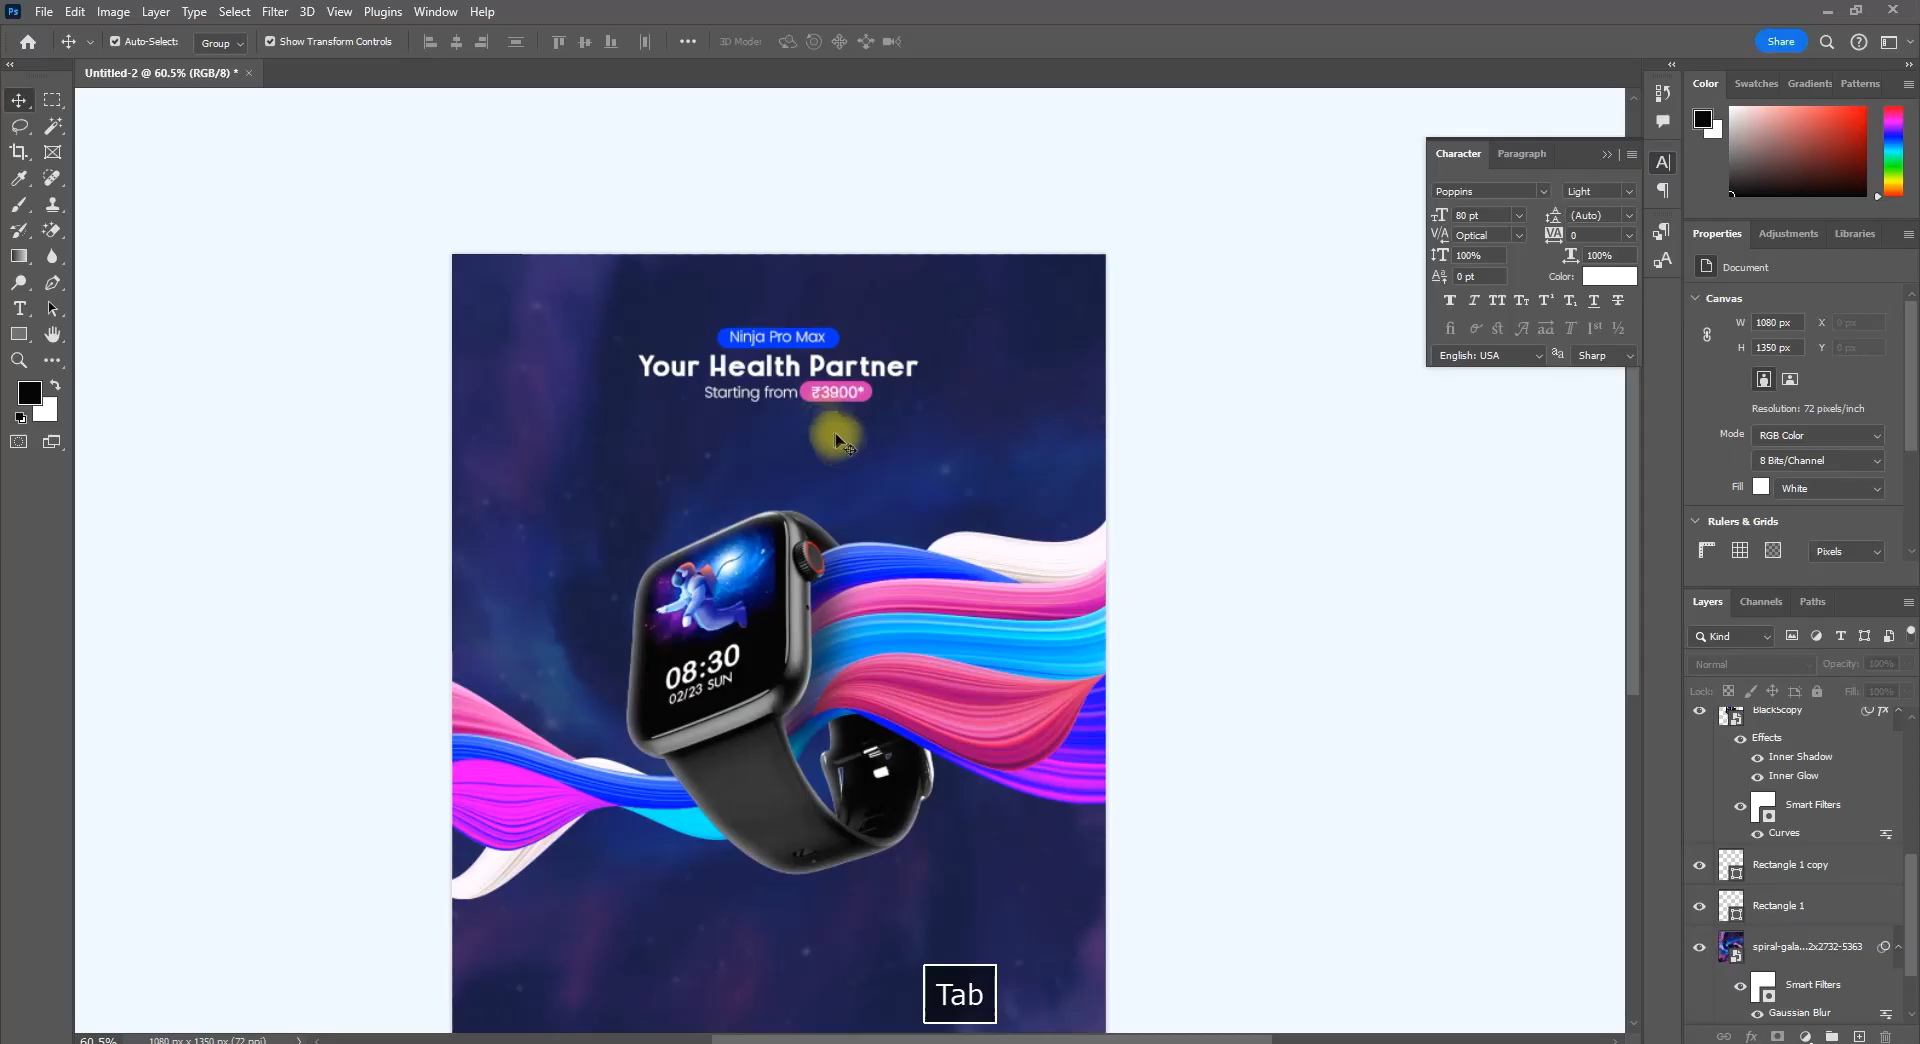 Ps File Edit Image Layer Type Select Filter 3D View Plugins Window Help
Auto-Select: Group Show Transform Controls 3D Mode: Share
Untitled-2 @ 60.5% (RGB/8) * ×
Color Swatches Gradients Patterns
Character Paragraph
Poppins Light
80 pt (Auto)
Optical 0
100% 100%
0 pt Color:
English: USA Sharp
Properties Adjustments Libraries
Document
Canvas
W 1080 px X 0 px
H 1350 px Y 0 px
Resolution: 72 pixels/inch
Mode RGB Color
8 Bits/Channel
Fill White
Rulers & Grids
Pixels
Layers Channels Paths
Kind
Normal Opacity: 100%
Lock: Fill: 100%
BlackScopy
Effects
Inner Shadow
Inner Glow
Smart Filters
Curves
Rectangle 1 copy
Rectangle 1
spiral-gala...2x2732-5363
Smart Filters
Gaussian Blur
Ninja Pro Max
Your Health Partner
Starting from ₹3900*
08:30
02/23 SUN
Tab
60.5% 1080 px x 1350 px (72 ppi)